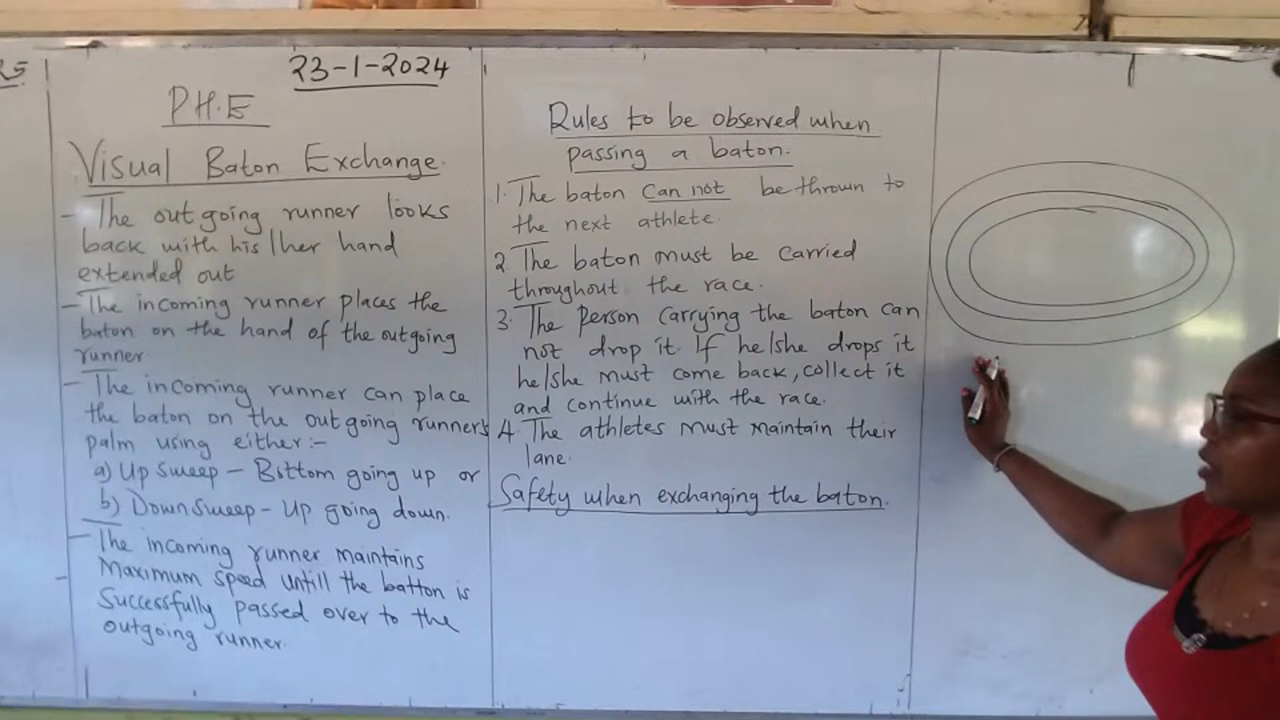 23-1-2024
P.H.E
Visual Baton Exchange.
- The out going runner looks
back with his/her hand
extended out
- The incoming runner places the
baton on the hand of the outgoing
runner
- The incoming runner can place
the baton on the outgoing runner's
palm using either:-
a) Up Sweep - Bottom going up or
b) Down Sweep - Up going down.
- The incoming runner maintains
Maximum speed untill the batton is
Successfully passed over to the
outgoing runner.
Rules to be observed when
passing a baton.
1. The baton can not be thrown to
the next athlete.
2 The baton must be carried
throughout the race.
3. The person carrying the baton can
not drop it. If he/she drops it
he/she must come back, collect it
and continue with the race.
4. The athletes must maintain their
lane.
Safety when exchanging the baton.